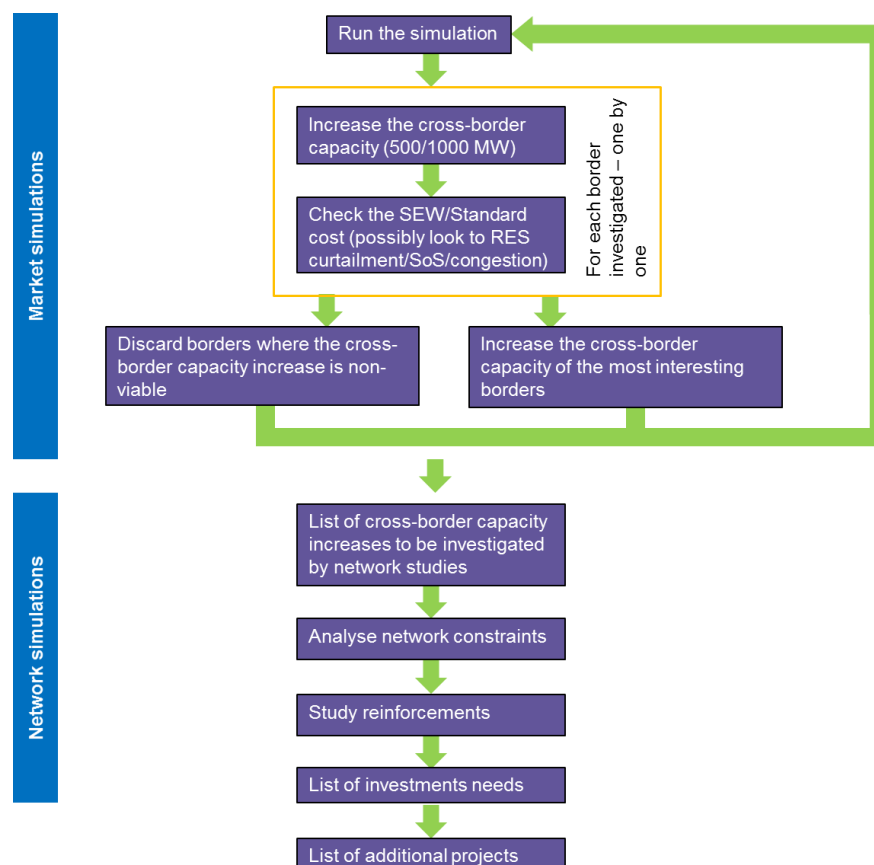 Market simulations
Run the simulation
Increase the cross-border
capacity (500/1000 MW)
Check the SEW/Standard
cost (possibly look to RES
curtailment/SoS/congestion)
For each border
investigated – one by
one
Discard borders where the cross-
border capacity increase is non-
viable
Increase the cross-border
capacity of the most interesting
borders
Network simulations
List of cross-border capacity
increases to be investigated
by network studies
Analyse network constraints
Study reinforcements
List of investments needs
List of additional projects